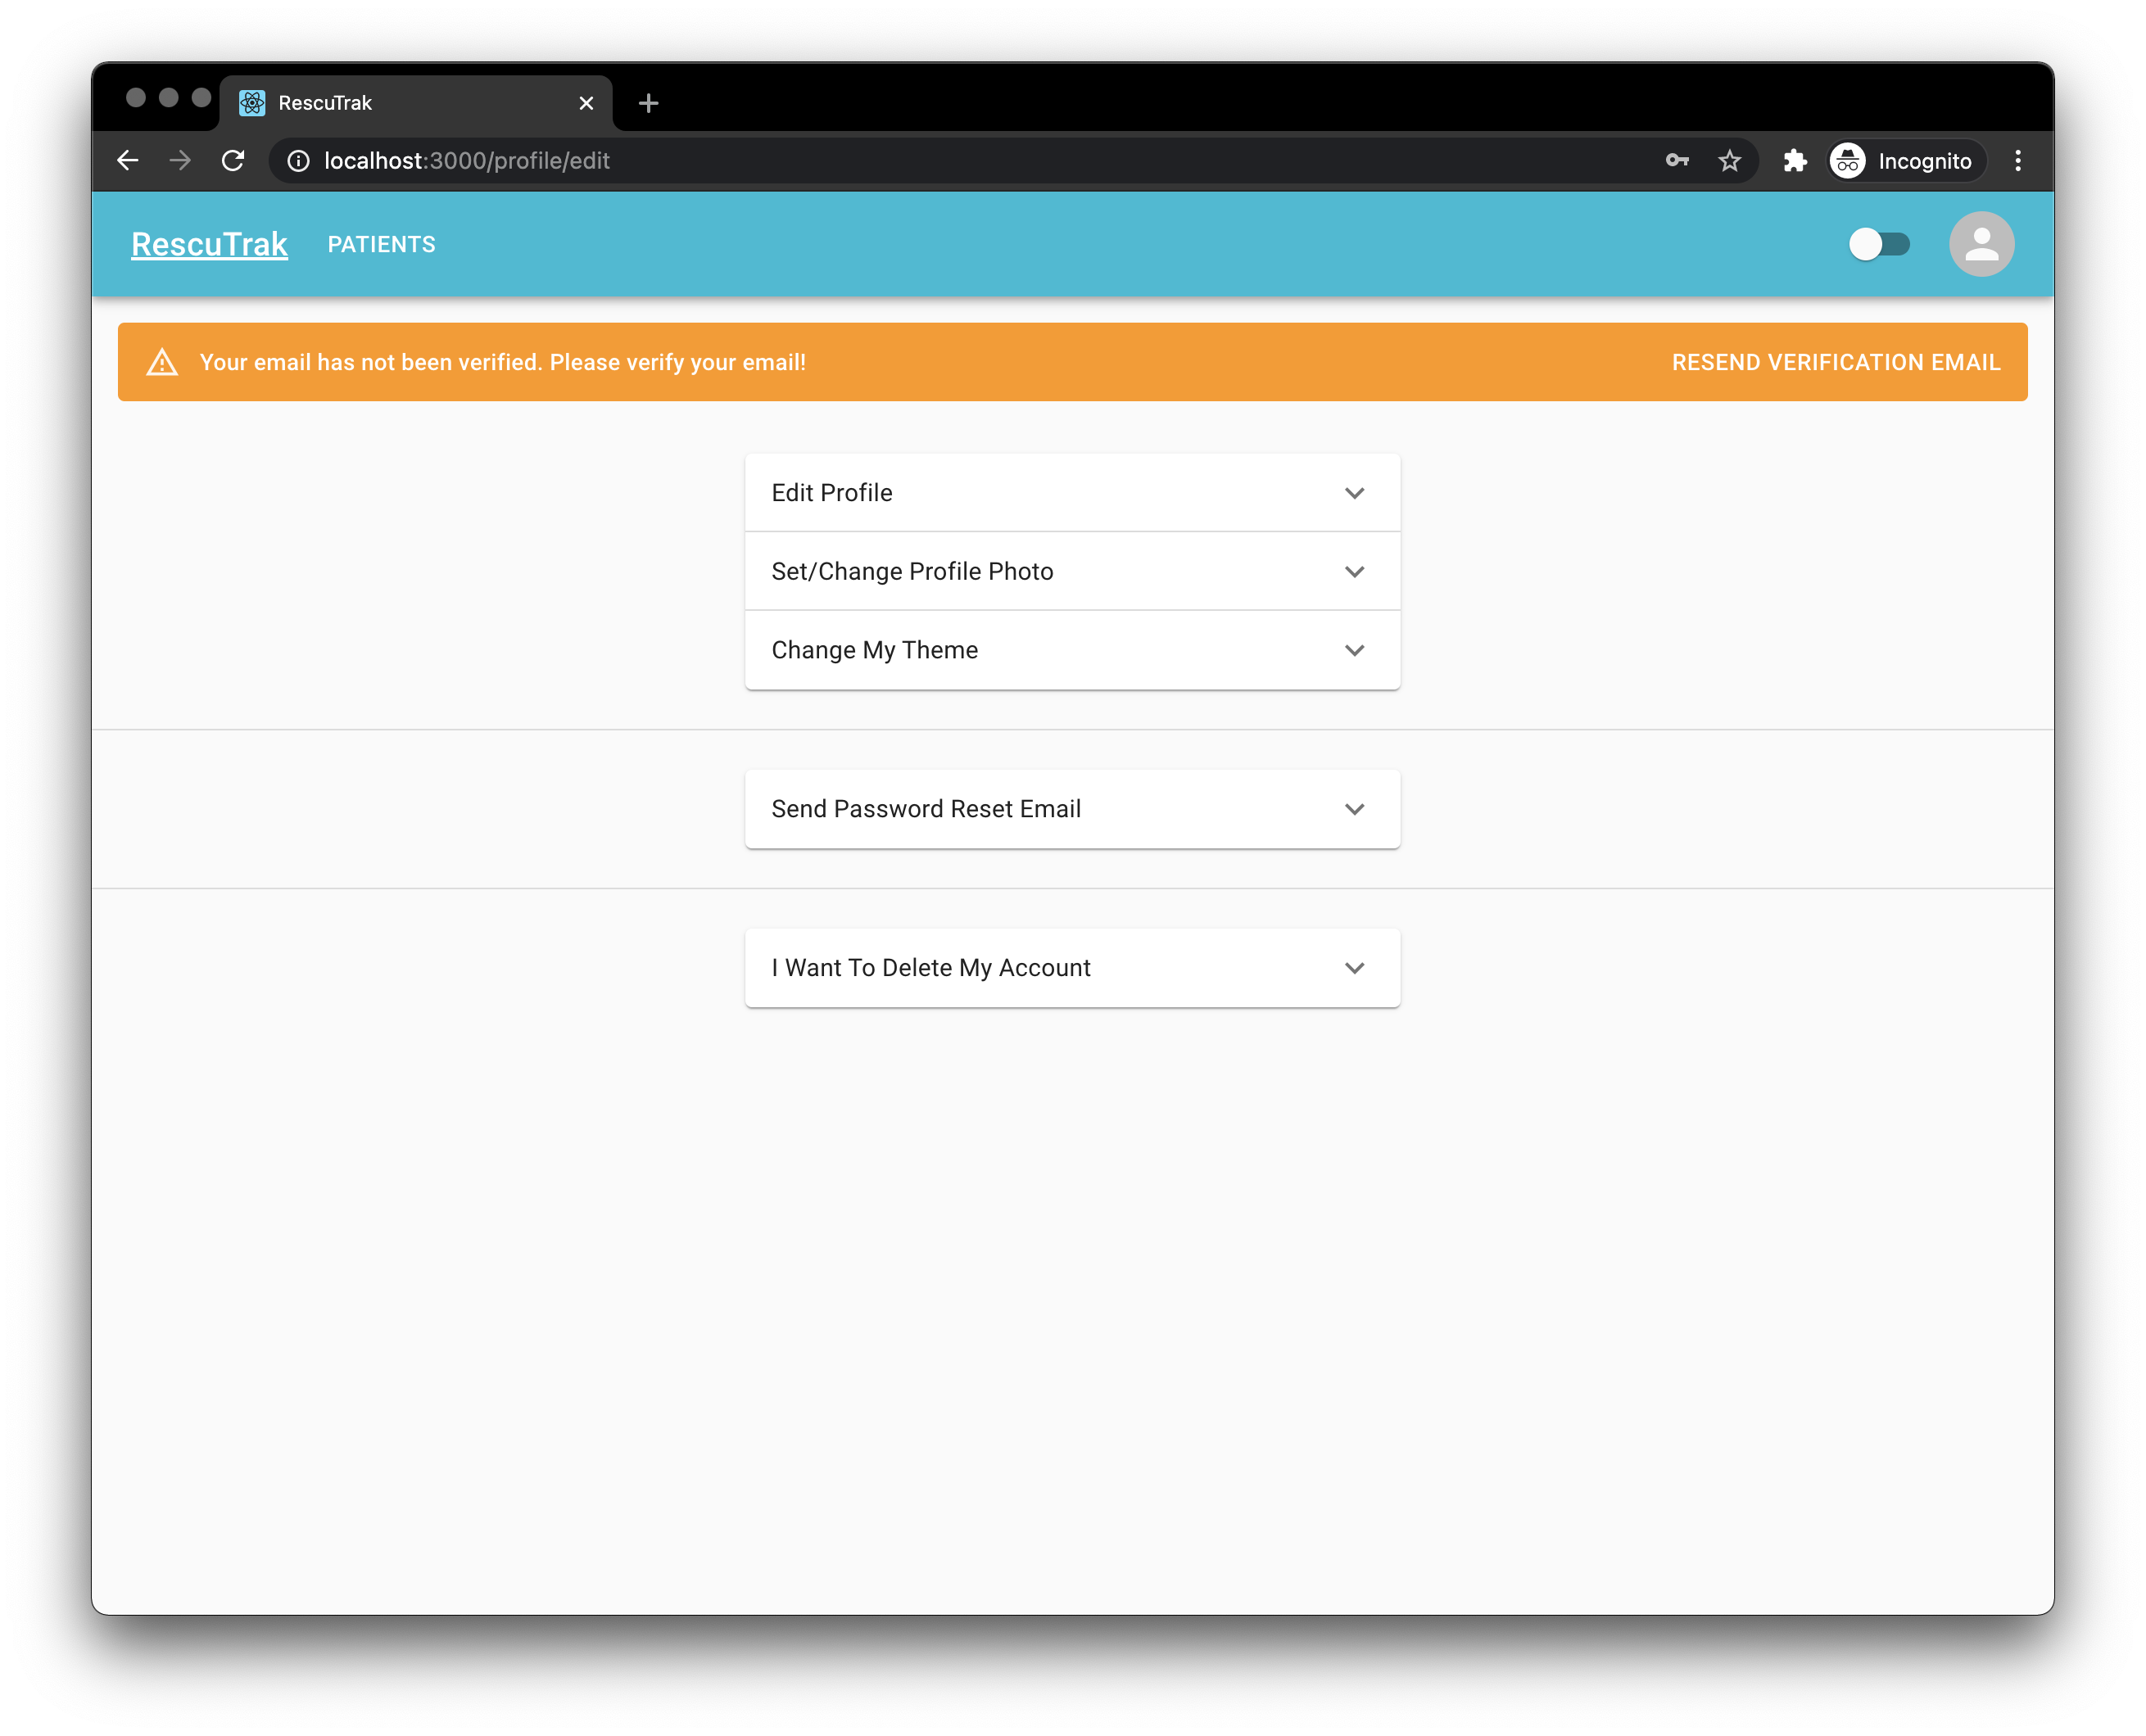 RescuTrak
localhost:3000/profile/edit
Incognito
RescuTrak PATIENTS
Your email has not been verified. Please verify your email! RESEND VERIFICATION EMAIL
Edit Profile
Set/Change Profile Photo
Change My Theme
Send Password Reset Email
I Want To Delete My Account